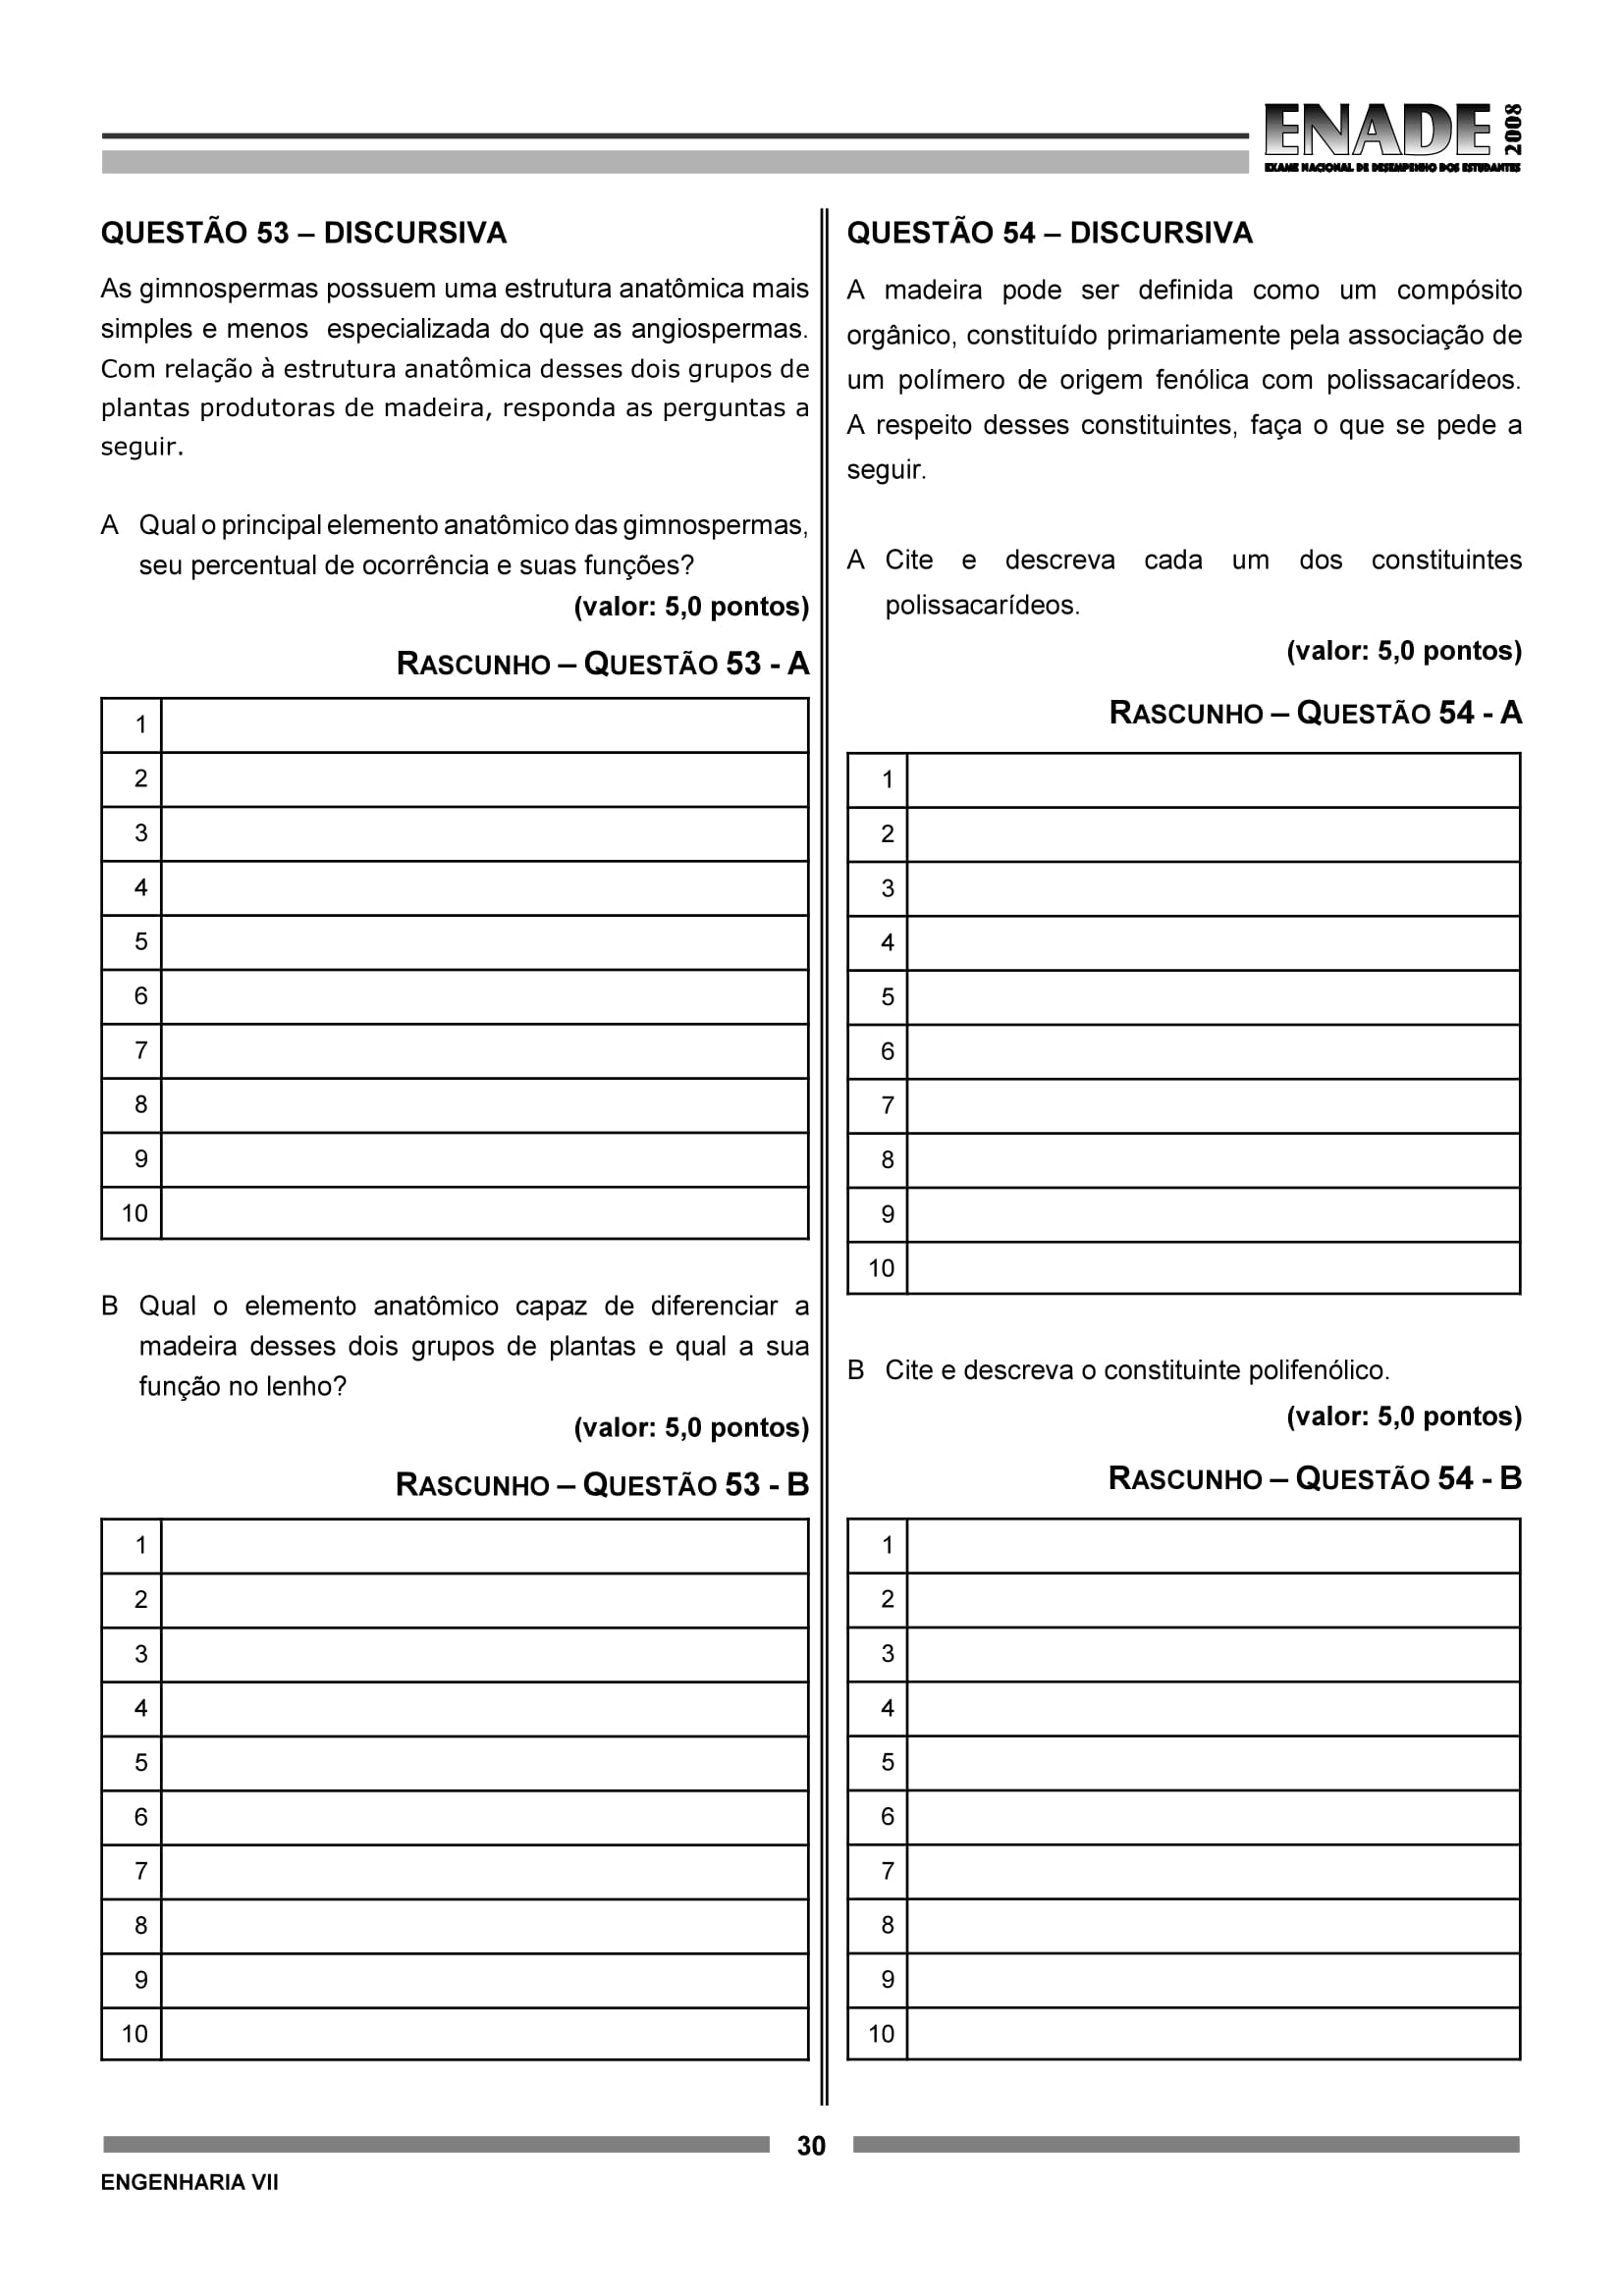 ENADE 2008
EXAME NACIONAL DE DESEMPENHO DOS ESTUDANTES
QUESTÃO 53 – DISCURSIVA
As gimnospermas possuem uma estrutura anatômica mais
simples e menos especializada do que as angiospermas.
Com relação à estrutura anatômica desses dois grupos de
plantas produtoras de madeira, responda as perguntas a
seguir.
A Qual o principal elemento anatômico das gimnospermas,
seu percentual de ocorrência e suas funções?
(valor: 5,0 pontos)
RASCUNHO – QUESTÃO 53 - A
1
2
3
4
5
6
7
8
9
10
B Qual o elemento anatômico capaz de diferenciar a
madeira desses dois grupos de plantas e qual a sua
função no lenho?
(valor: 5,0 pontos)
RASCUNHO – QUESTÃO 53 - B
1
2
3
4
5
6
7
8
9
10
QUESTÃO 54 – DISCURSIVA
A madeira pode ser definida como um compósito
orgânico, constituído primariamente pela associação de
um polímero de origem fenólica com polissacarídeos.
A respeito desses constituintes, faça o que se pede a
seguir.
A Cite e descreva cada um dos constituintes
polissacarídeos.
(valor: 5,0 pontos)
RASCUNHO – QUESTÃO 54 - A
1
2
3
4
5
6
7
8
9
10
B Cite e descreva o constituinte polifenólico.
(valor: 5,0 pontos)
RASCUNHO – QUESTÃO 54 - B
1
2
3
4
5
6
7
8
9
10
30
ENGENHARIA VII